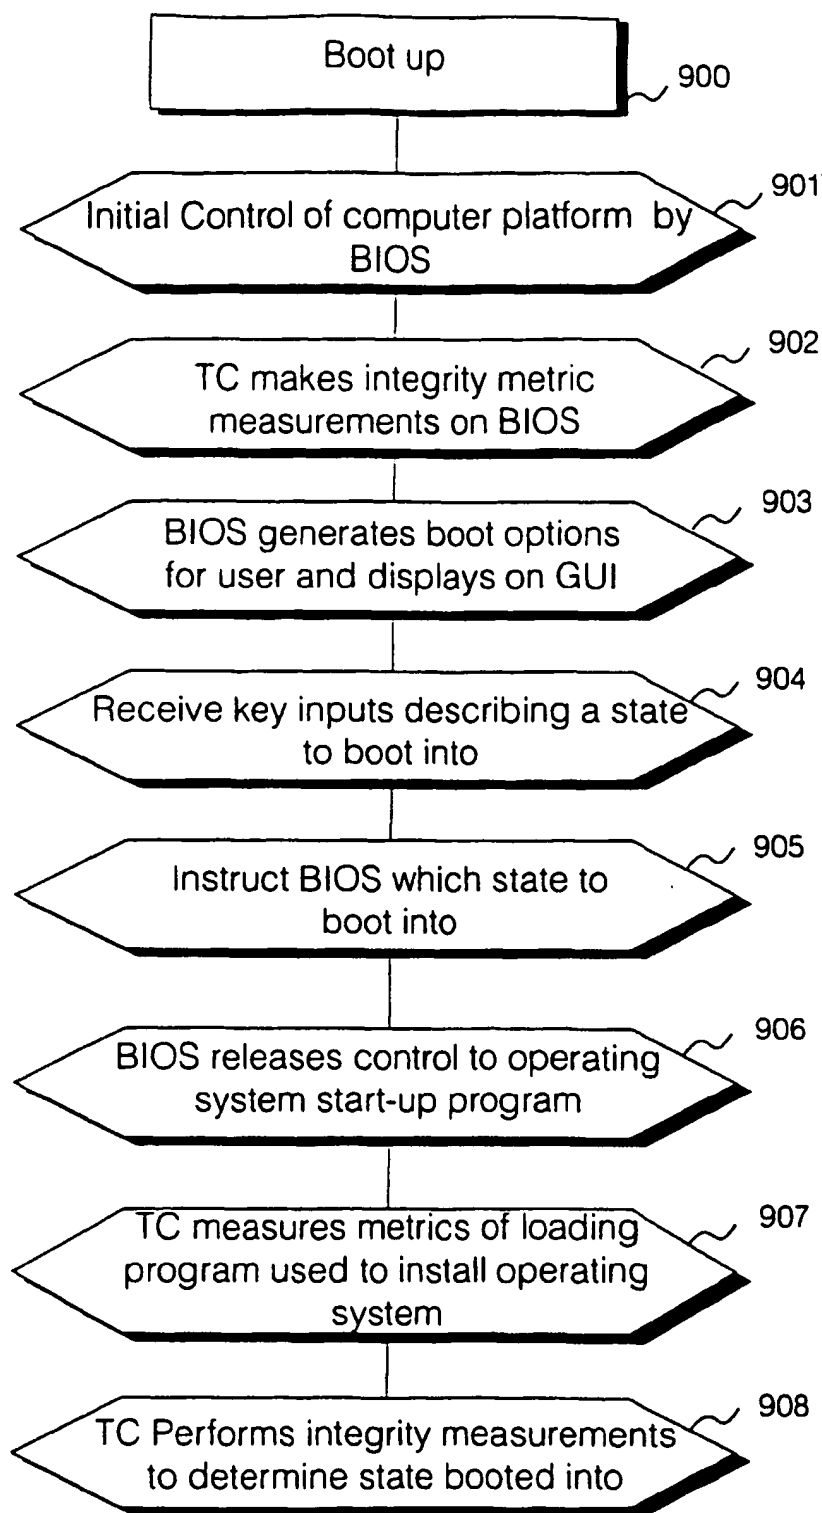 Boot up
900
Initial Control of computer platform by
BIOS
901
TC makes integrity metric
measurements on BIOS
902
BIOS generates boot options
for user and displays on GUI
903
Receive key inputs describing a state
to boot into
904
Instruct BIOS which state to
boot into
905
BIOS releases control to operating
system start-up program
906
TC measures metrics of loading
program used to install operating
system
907
TC Performs integrity measurements
to determine state booted into
908